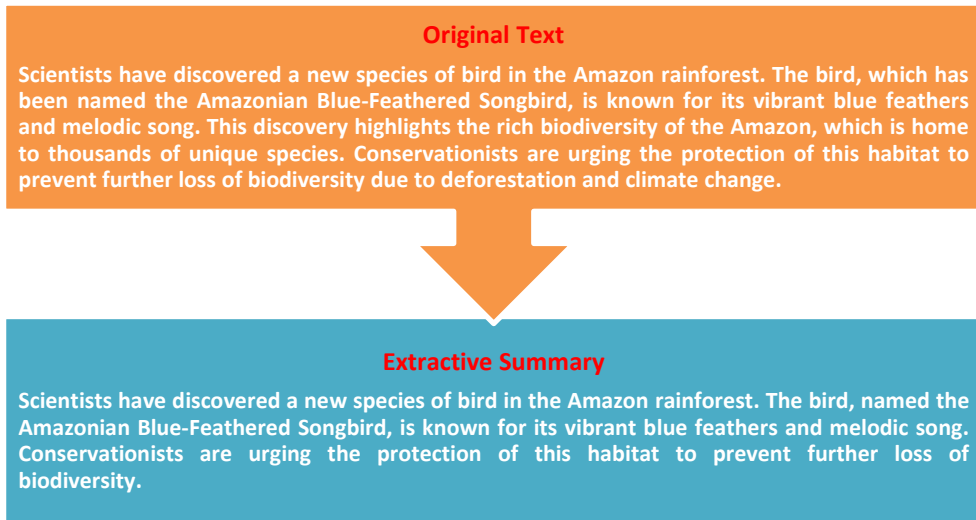 Original Text
Scientists have discovered a new species of bird in the Amazon rainforest. The bird, which has
been named the Amazonian Blue-Feathered Songbird, is known for its vibrant blue feathers
and melodic song. This discovery highlights the rich biodiversity of the Amazon, which is home
to thousands of unique species. Conservationists are urging the protection of this habitat to
prevent further loss of biodiversity due to deforestation and climate change.
Extractive Summary
Scientists have discovered a new species of bird in the Amazon rainforest. The bird, named the
Amazonian Blue-Feathered Songbird, is known for its vibrant blue feathers and melodic song.
Conservationists are urging the protection of this habitat to prevent further loss of
biodiversity.